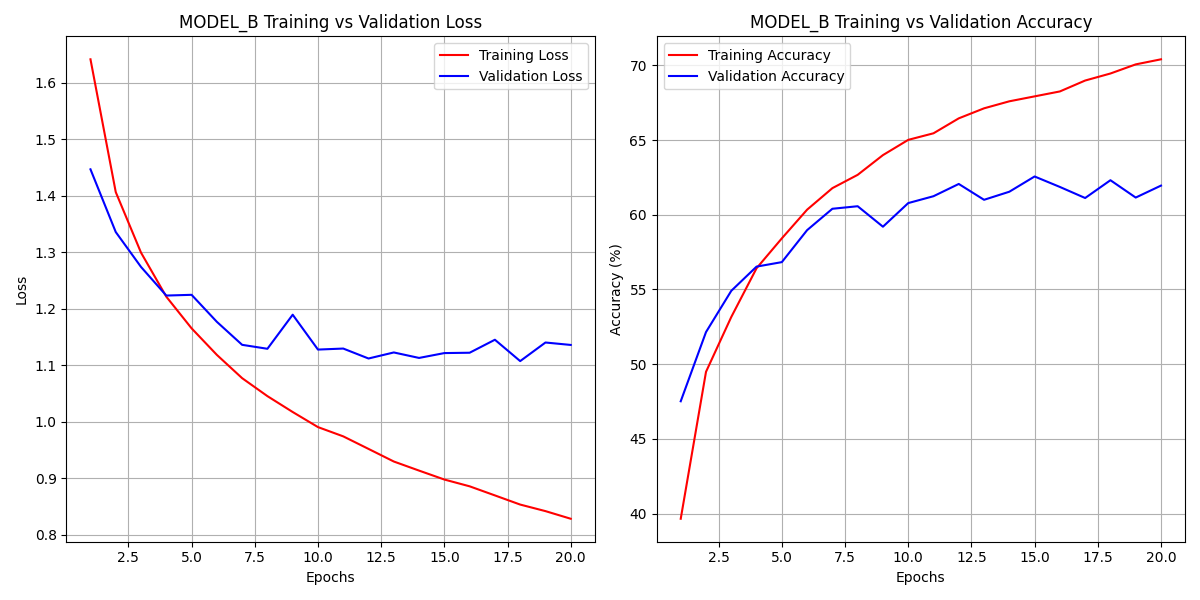 MODEL_B Training vs Validation Loss
Training Loss
Validation Loss
1.6
1.5
1.4
1.3
1.2
1.1
1.0
0.9
0.8
Loss
2.5 5.0 7.5 10.0 12.5 15.0 17.5 20.0
Epochs
MODEL_B Training vs Validation Accuracy
Training Accuracy
Validation Accuracy
70
65
60
55
50
45
40
Accuracy (%)
2.5 5.0 7.5 10.0 12.5 15.0 17.5 20.0
Epochs